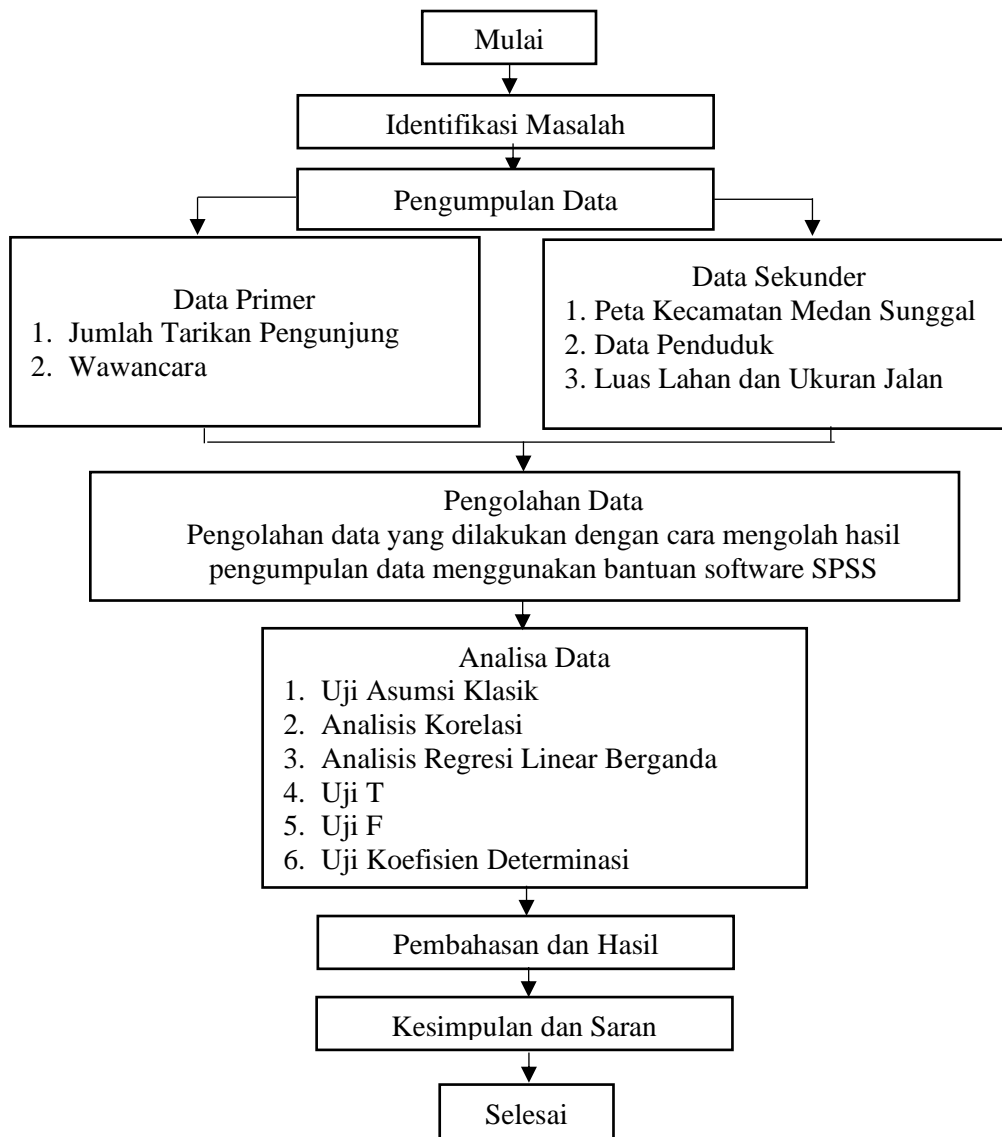 Mulai
Identifikasi Masalah
Pengumpulan Data
Data Primer
1. Jumlah Tarikan Pengunjung
2. Wawancara
Data Sekunder
1. Peta Kecamatan Medan Sunggal
2. Data Penduduk
3. Luas Lahan dan Ukuran Jalan
Pengolahan Data
Pengolahan data yang dilakukan dengan cara mengolah hasil
pengumpulan data menggunakan bantuan software SPSS
Analisa Data
1. Uji Asumsi Klasik
2. Analisis Korelasi
3. Analisis Regresi Linear Berganda
4. Uji T
5. Uji F
6. Uji Koefisien Determinasi
Pembahasan dan Hasil
Kesimpulan dan Saran
Selesai